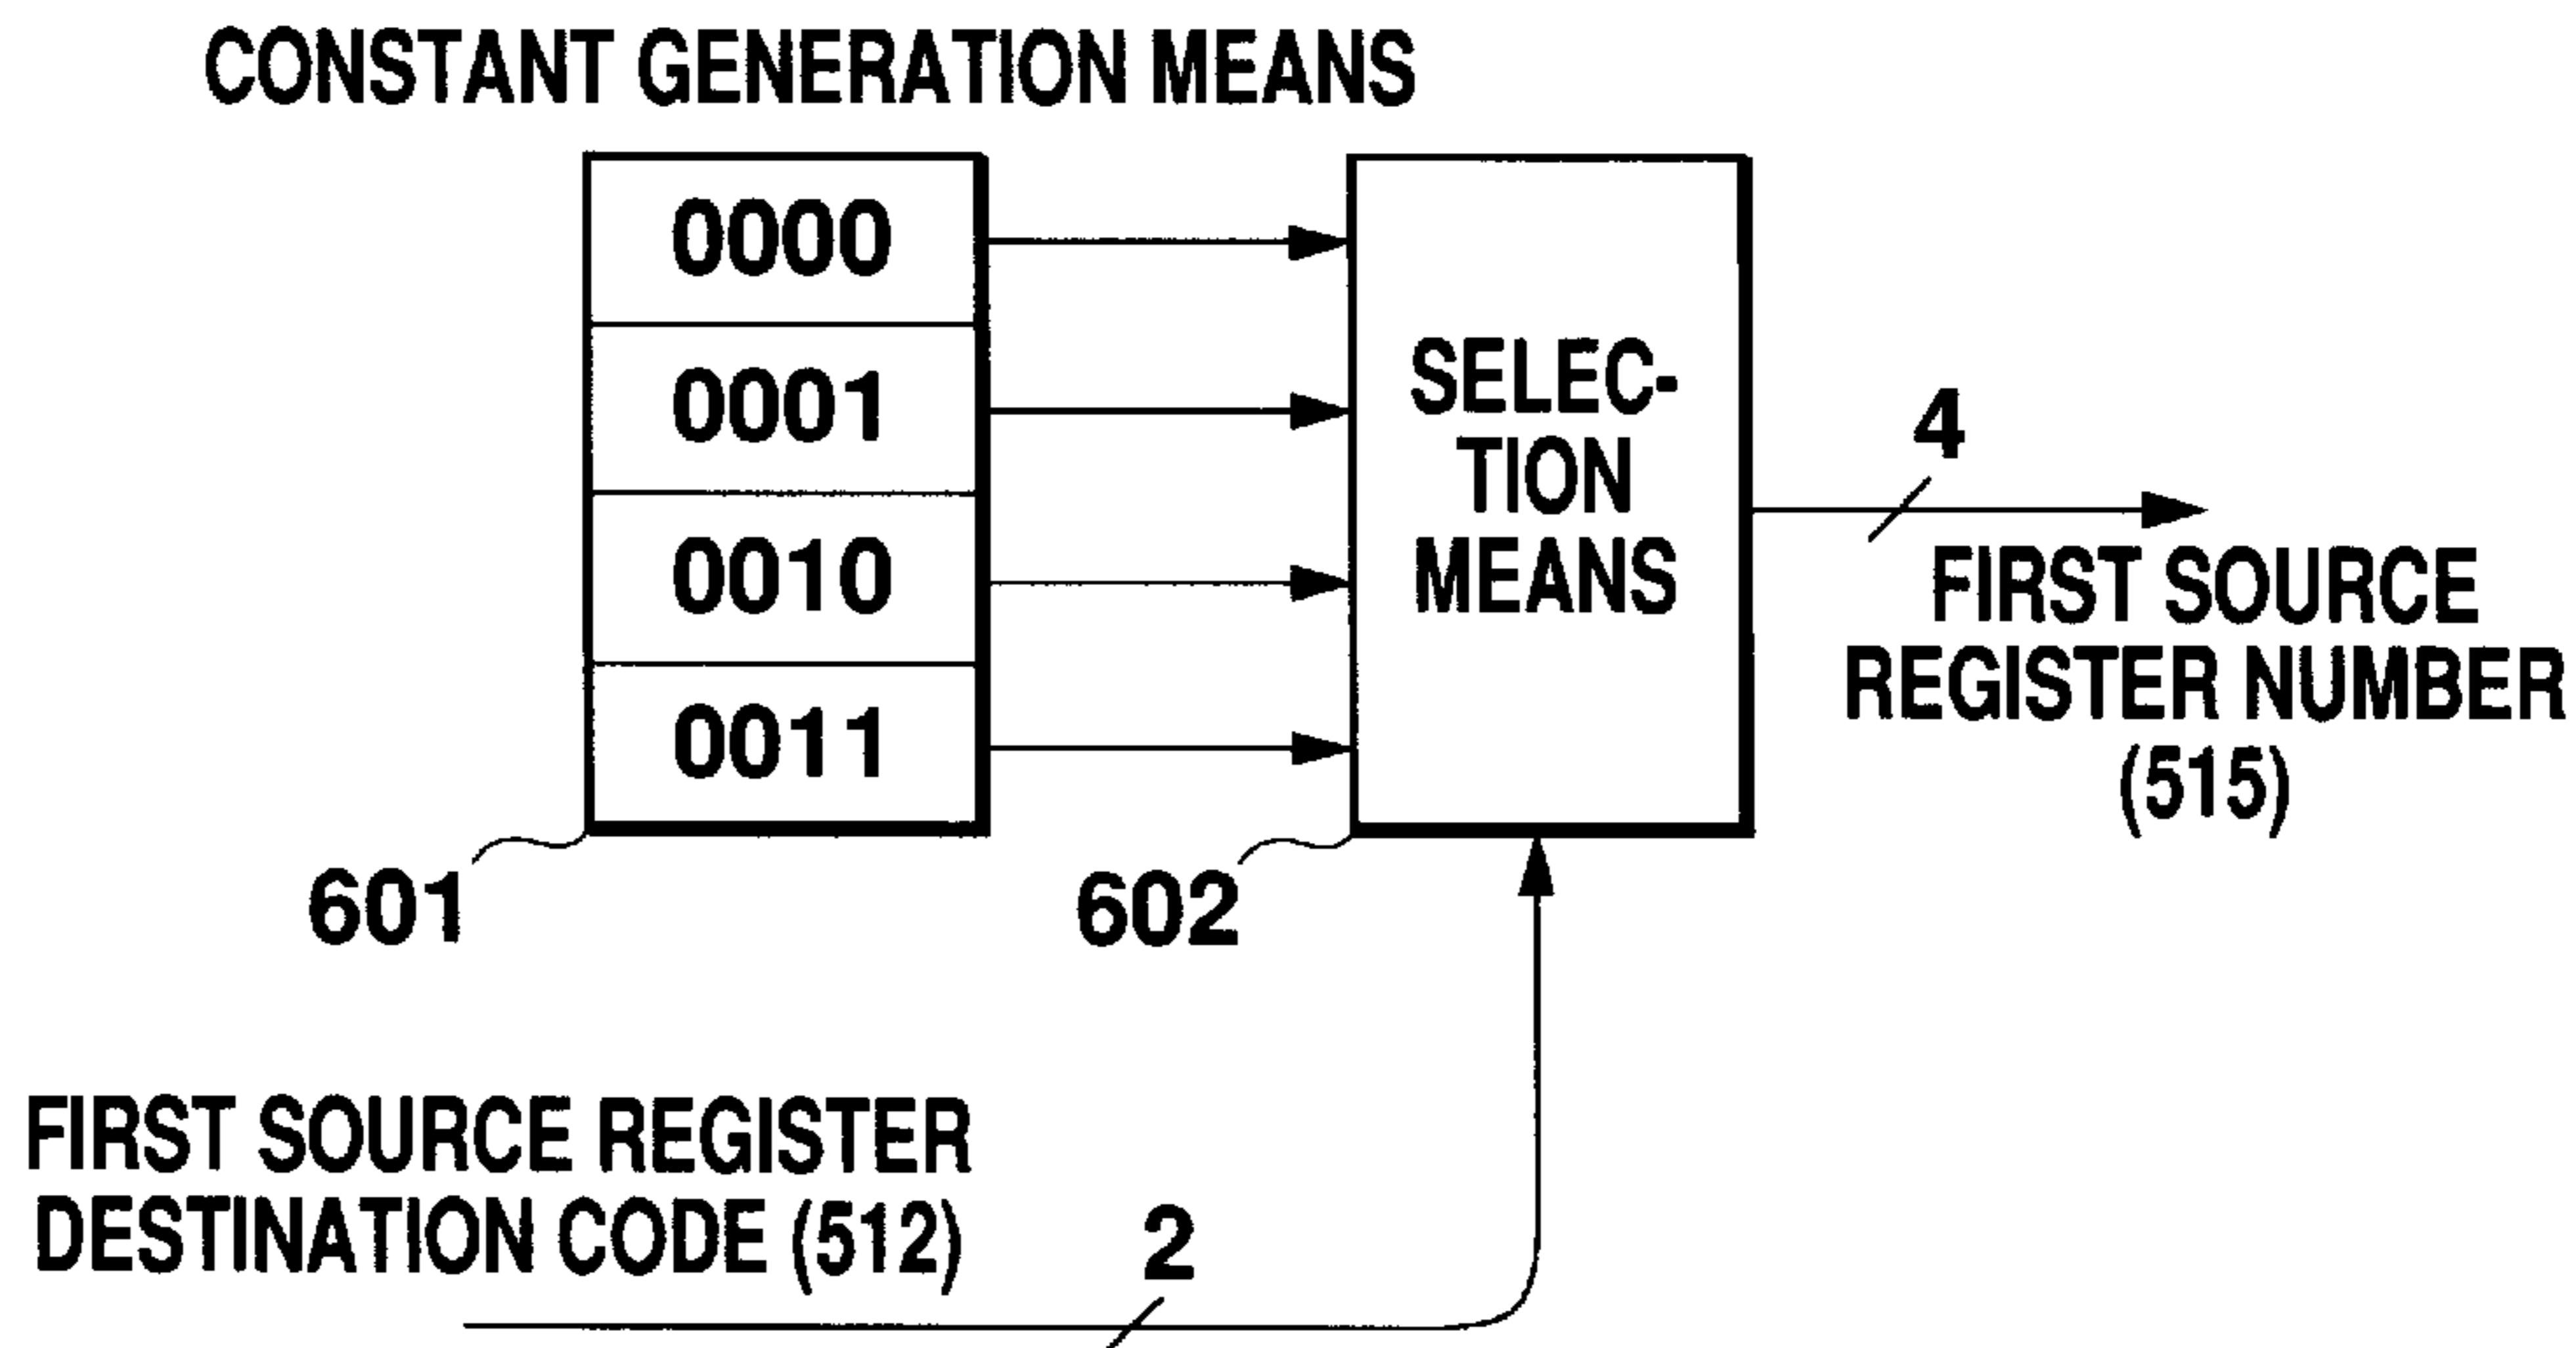 CONSTANT GENERATION MEANS
0000
0001
0010
0011
SELEC-
TION
MEANS
4
FIRST SOURCE
REGISTER NUMBER
(515)
601
602
FIRST SOURCE REGISTER
DESTINATION CODE (512)
2